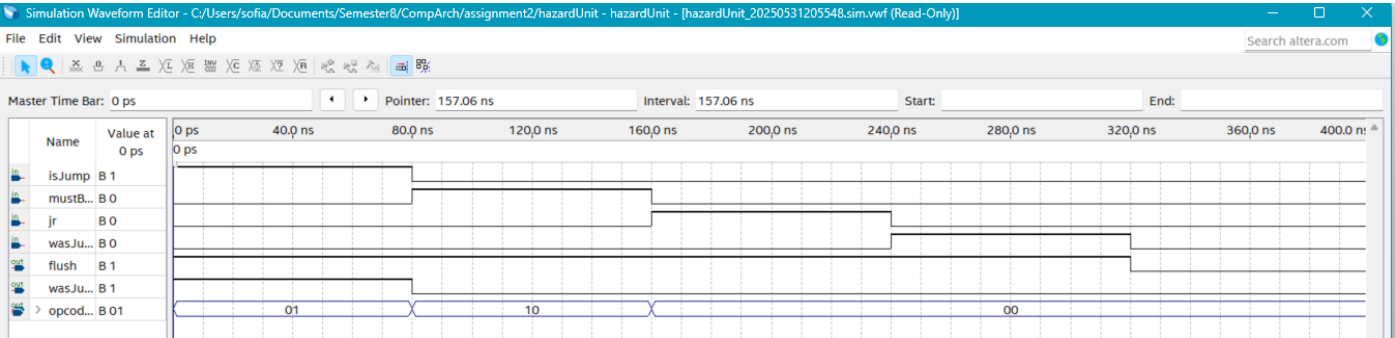 Simulation Waveform Editor - C:/Users/sofia/Documents/Semester8/CompArch/assignment2/hazardUnit - hazardUnit - [hazardUnit_20250531205548.sim.vwf (Read-Only)]
File Edit View Simulation Help
Search altera.com
Master Time Bar: 0 ps Pointer: 157.06 ns Interval: 157.06 ns Start: End:
Name Value at 0 ps
0 ps 40.0 ns 80.0 ns 120.0 ns 160.0 ns 200.0 ns 240.0 ns 280.0 ns 320.0 ns 360.0 ns 400.0 ns
0 ps
isJump B 1
mustB... B 0
jr B 0
wasJu... B 0
flush B 1
wasJu... B 1
> opcod... B 01 01 10 00